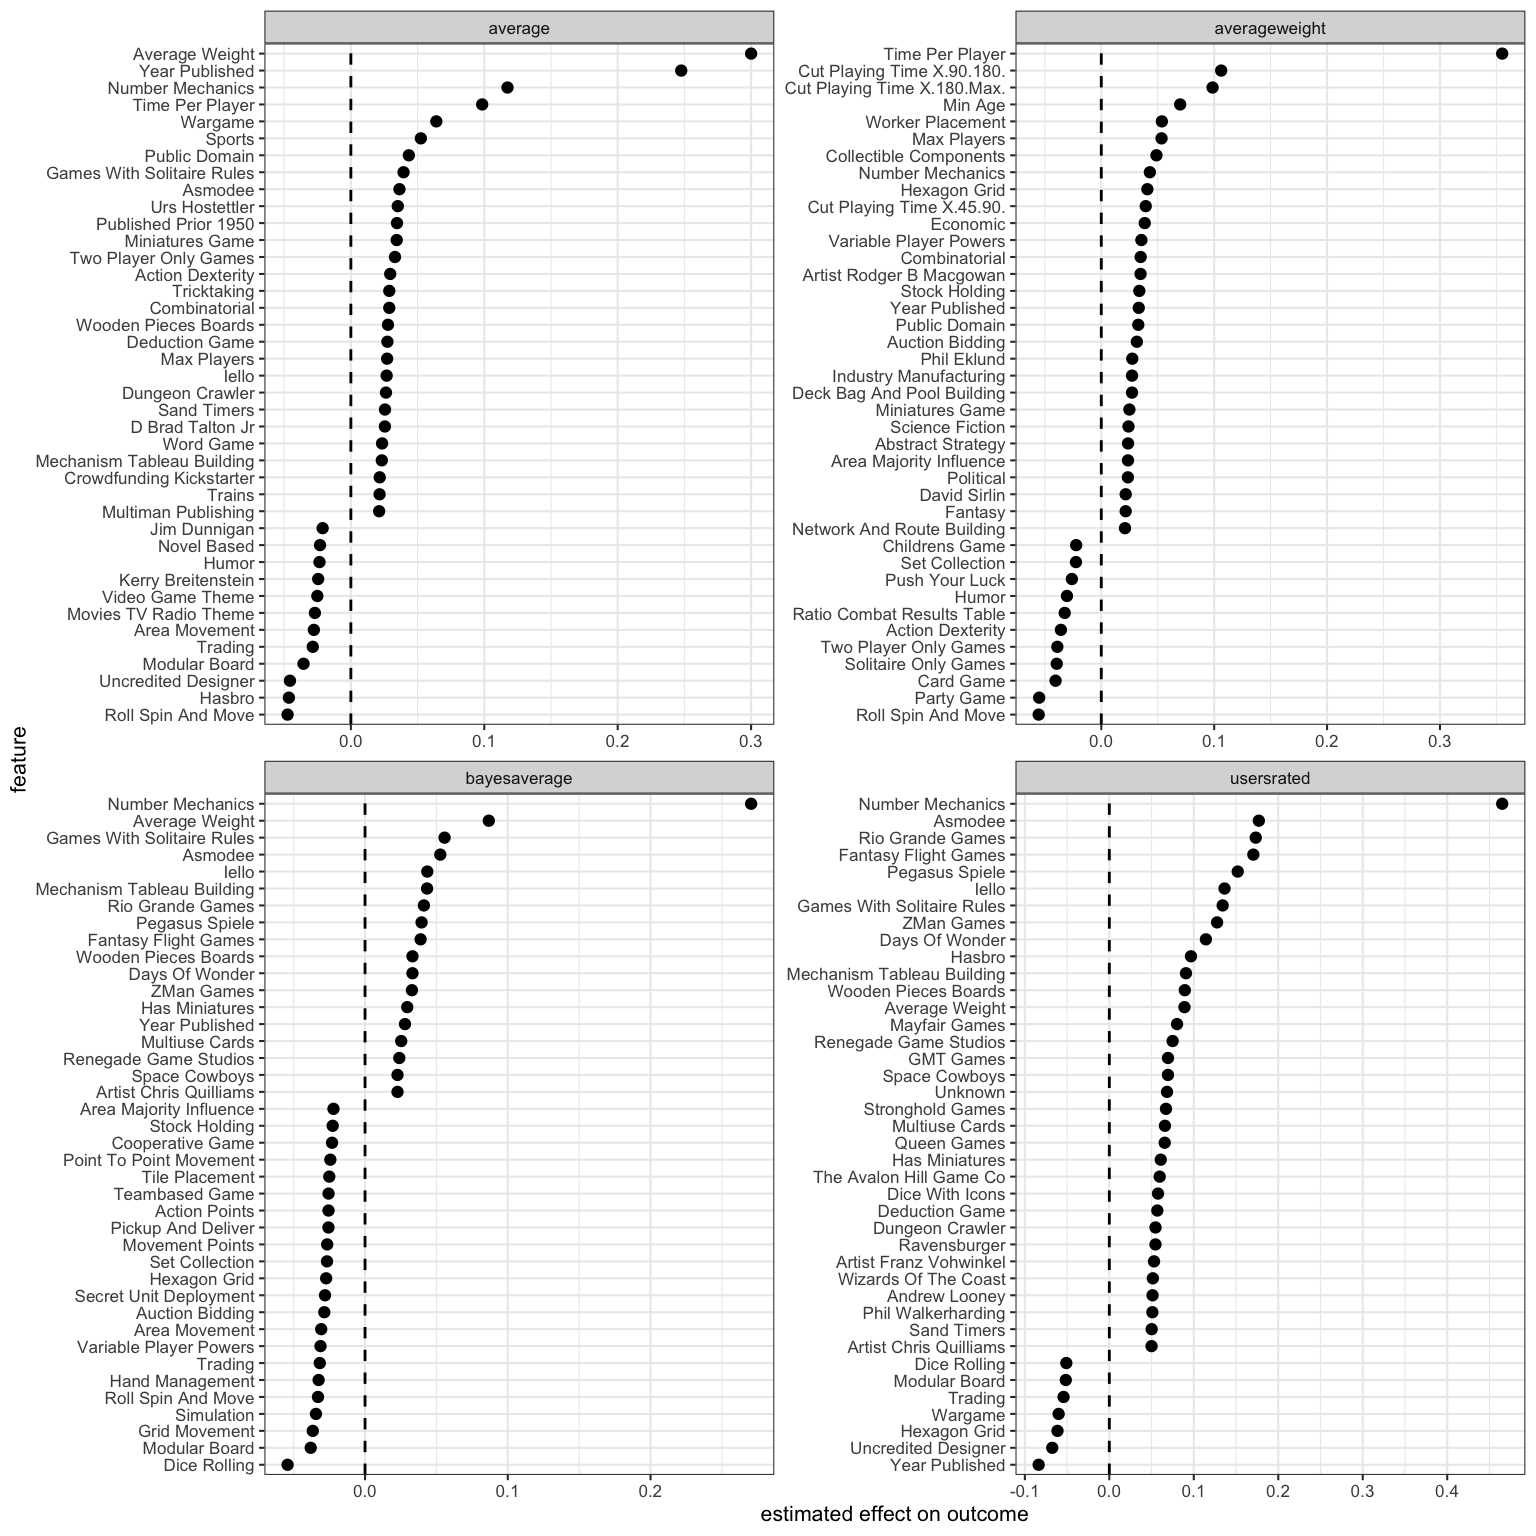 average
Average Weight
Year Published
Number Mechanics
Time Per Player
Wargame
Sports
Public Domain
Games With Solitaire Rules
Asmodee
Urs Hostettler
Published Prior 1950
Miniatures Game
Two Player Only Games
Action Dexterity
Tricktaking
Combinatorial
Wooden Pieces Boards
Deduction Game
Max Players
Iello
Dungeon Crawler
Sand Timers
D Brad Talton Jr
Word Game
Mechanism Tableau Building
Crowdfunding Kickstarter
Trains
Multiman Publishing
Jim Dunnigan
Novel Based
Humor
Kerry Breitenstein
Video Game Theme
Movies TV Radio Theme
Area Movement
Trading
Modular Board
Uncredited Designer
Hasbro
Roll Spin And Move
0.0 0.1 0.2 0.3
averageweight
Time Per Player
Cut Playing Time X.90.180.
Cut Playing Time X.180.Max.
Min Age
Worker Placement
Max Players
Collectible Components
Number Mechanics
Hexagon Grid
Cut Playing Time X.45.90.
Economic
Variable Player Powers
Combinatorial
Artist Rodger B Macgowan
Stock Holding
Year Published
Public Domain
Auction Bidding
Phil Eklund
Industry Manufacturing
Deck Bag And Pool Building
Miniatures Game
Science Fiction
Abstract Strategy
Area Majority Influence
Political
David Sirlin
Fantasy
Network And Route Building
Childrens Game
Set Collection
Push Your Luck
Humor
Ratio Combat Results Table
Action Dexterity
Two Player Only Games
Solitaire Only Games
Card Game
Party Game
Roll Spin And Move
0.0 0.1 0.2 0.3
feature
bayesaverage
Number Mechanics
Average Weight
Games With Solitaire Rules
Asmodee
Iello
Mechanism Tableau Building
Rio Grande Games
Pegasus Spiele
Fantasy Flight Games
Wooden Pieces Boards
Days Of Wonder
ZMan Games
Has Miniatures
Year Published
Multiuse Cards
Renegade Game Studios
Space Cowboys
Artist Chris Quilliams
Area Majority Influence
Stock Holding
Cooperative Game
Point To Point Movement
Tile Placement
Teambased Game
Action Points
Pickup And Deliver
Movement Points
Set Collection
Hexagon Grid
Secret Unit Deployment
Auction Bidding
Area Movement
Variable Player Powers
Trading
Hand Management
Roll Spin And Move
Simulation
Grid Movement
Modular Board
Dice Rolling
0.0 0.1 0.2
usersrated
Number Mechanics
Asmodee
Rio Grande Games
Fantasy Flight Games
Pegasus Spiele
Iello
Games With Solitaire Rules
ZMan Games
Days Of Wonder
Hasbro
Mechanism Tableau Building
Wooden Pieces Boards
Average Weight
Mayfair Games
Renegade Game Studios
GMT Games
Space Cowboys
Unknown
Stronghold Games
Multiuse Cards
Queen Games
Has Miniatures
The Avalon Hill Game Co
Dice With Icons
Deduction Game
Dungeon Crawler
Ravensburger
Artist Franz Vohwinkel
Wizards Of The Coast
Andrew Looney
Phil Walkerharding
Sand Timers
Artist Chris Quilliams
Dice Rolling
Modular Board
Trading
Wargame
Hexagon Grid
Uncredited Designer
Year Published
-0.1 0.0 0.1 0.2 0.3 0.4
estimated effect on outcome